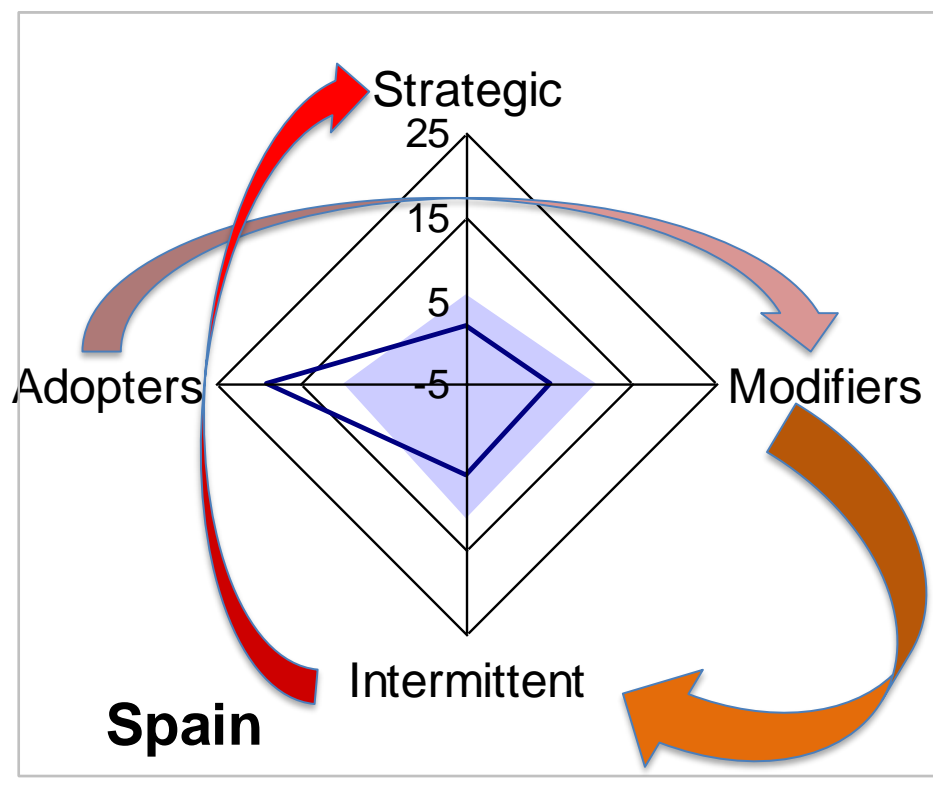 Strategic
25
15
5
-5
Adopters
Modifiers
Intermittent
Spain